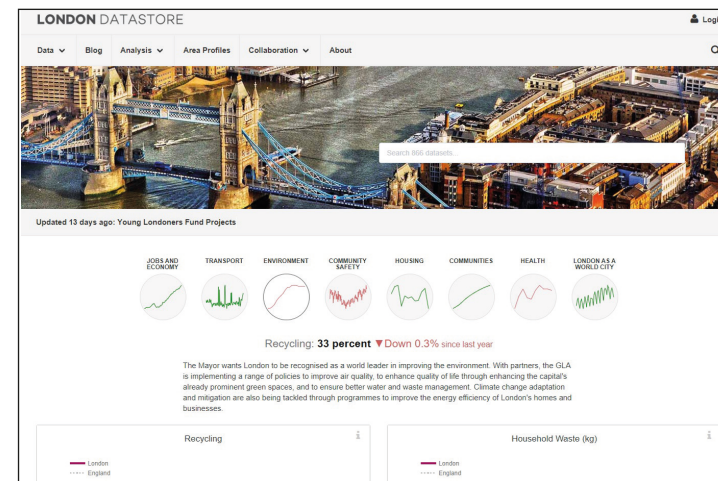 LONDON DATASTORE
Login
Data Blog Analysis Area Profiles Collaboration About
Search 866 datasets...
Updated 13 days ago: Young Londoners Fund Projects
JOBS AND ECONOMY TRANSPORT ENVIRONMENT COMMUNITY SAFETY HOUSING COMMUNITIES HEALTH LONDON AS A WORLD CITY
Recycling: 33 percent ▼Down 0.3% since last year
The Mayor wants London to be recognised as a world leader in improving the environment. With partners, the GLA
is implementing a range of policies to improve air quality, to enhance quality of life through enhancing the capital's
already prominent green spaces, and to ensure better water and waste management. Climate change adaptation
and mitigation are also being tackled through programmes to improve the energy efficiency of London's homes and
businesses.
Recycling
London
England
Household Waste (kg)
London
England